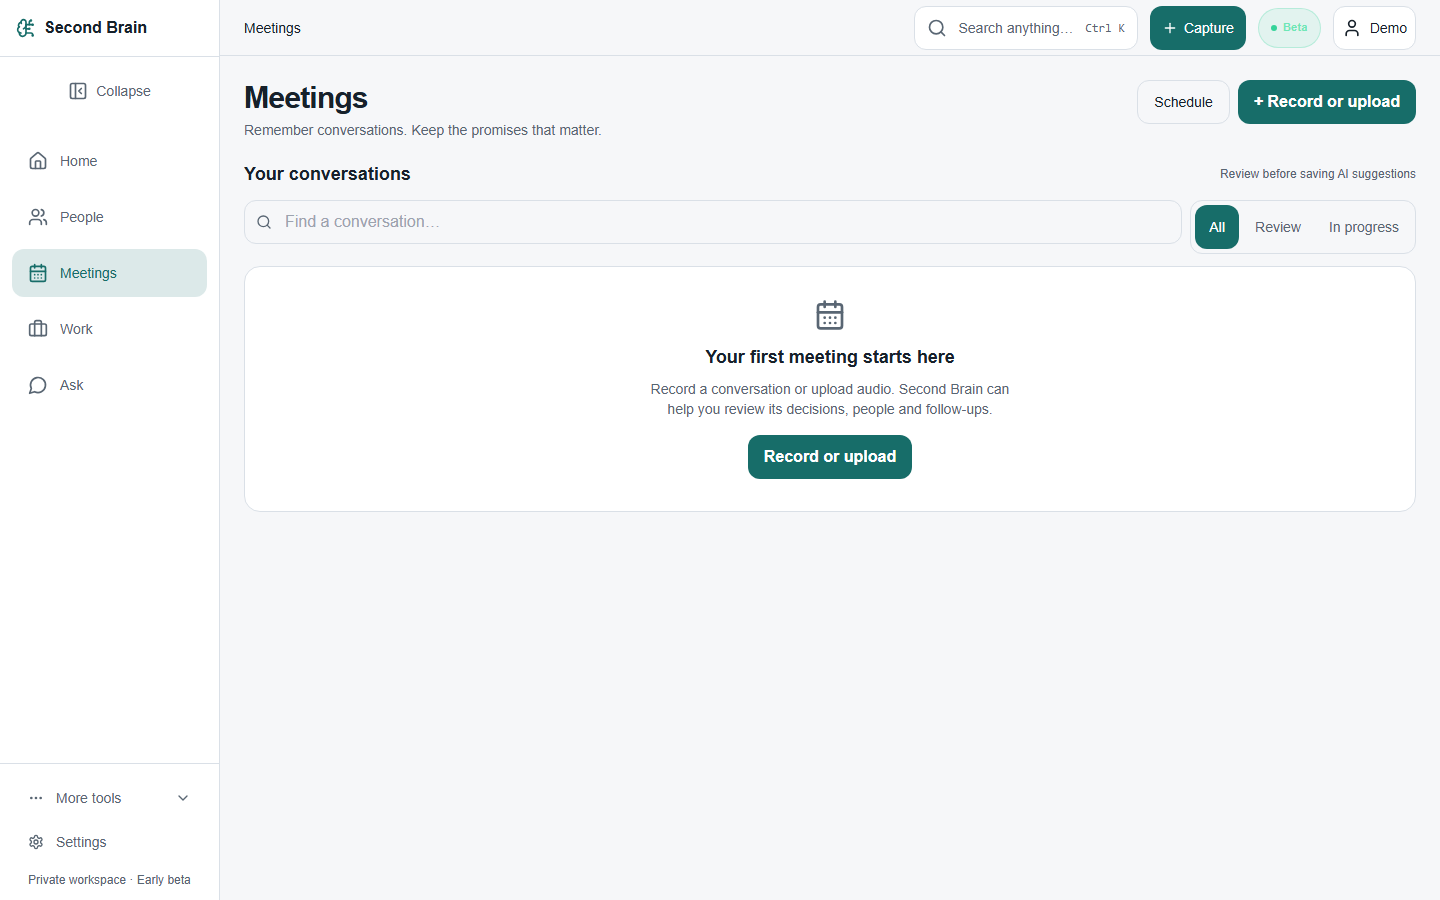 Second Brain
Meetings
Search anything... Ctrl K
+ Capture
Beta
Demo
Collapse
Home
People
Meetings
Work
Ask
More tools
Settings
Private workspace · Early beta
Meetings
Remember conversations. Keep the promises that matter.
Schedule
+ Record or upload
Your conversations
Review before saving AI suggestions
Find a conversation...
All
Review
In progress
Your first meeting starts here
Record a conversation or upload audio. Second Brain can
help you review its decisions, people and follow-ups.
Record or upload